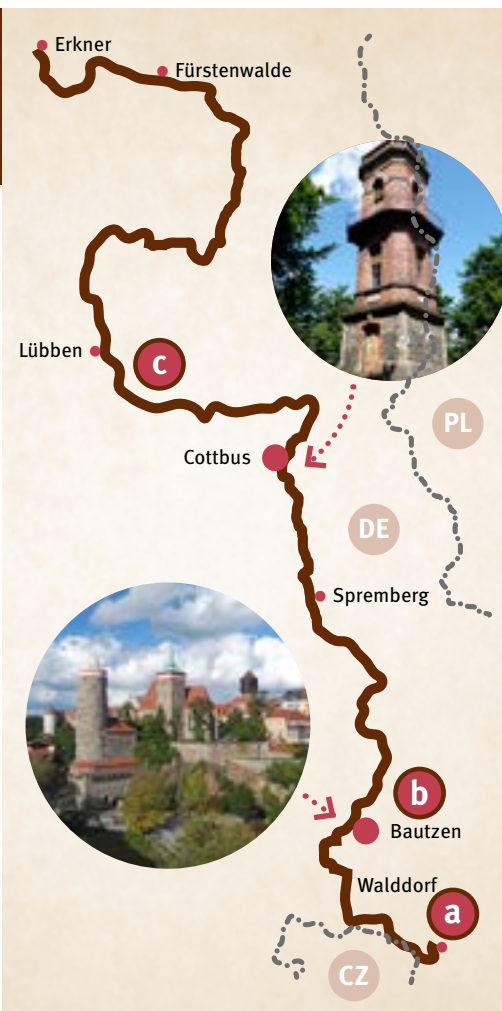 Erkner
Fürstenwalde
Lübben
c
PL
Cottbus
DE
Spremberg
b
Bautzen
Walddorf
a
CZ